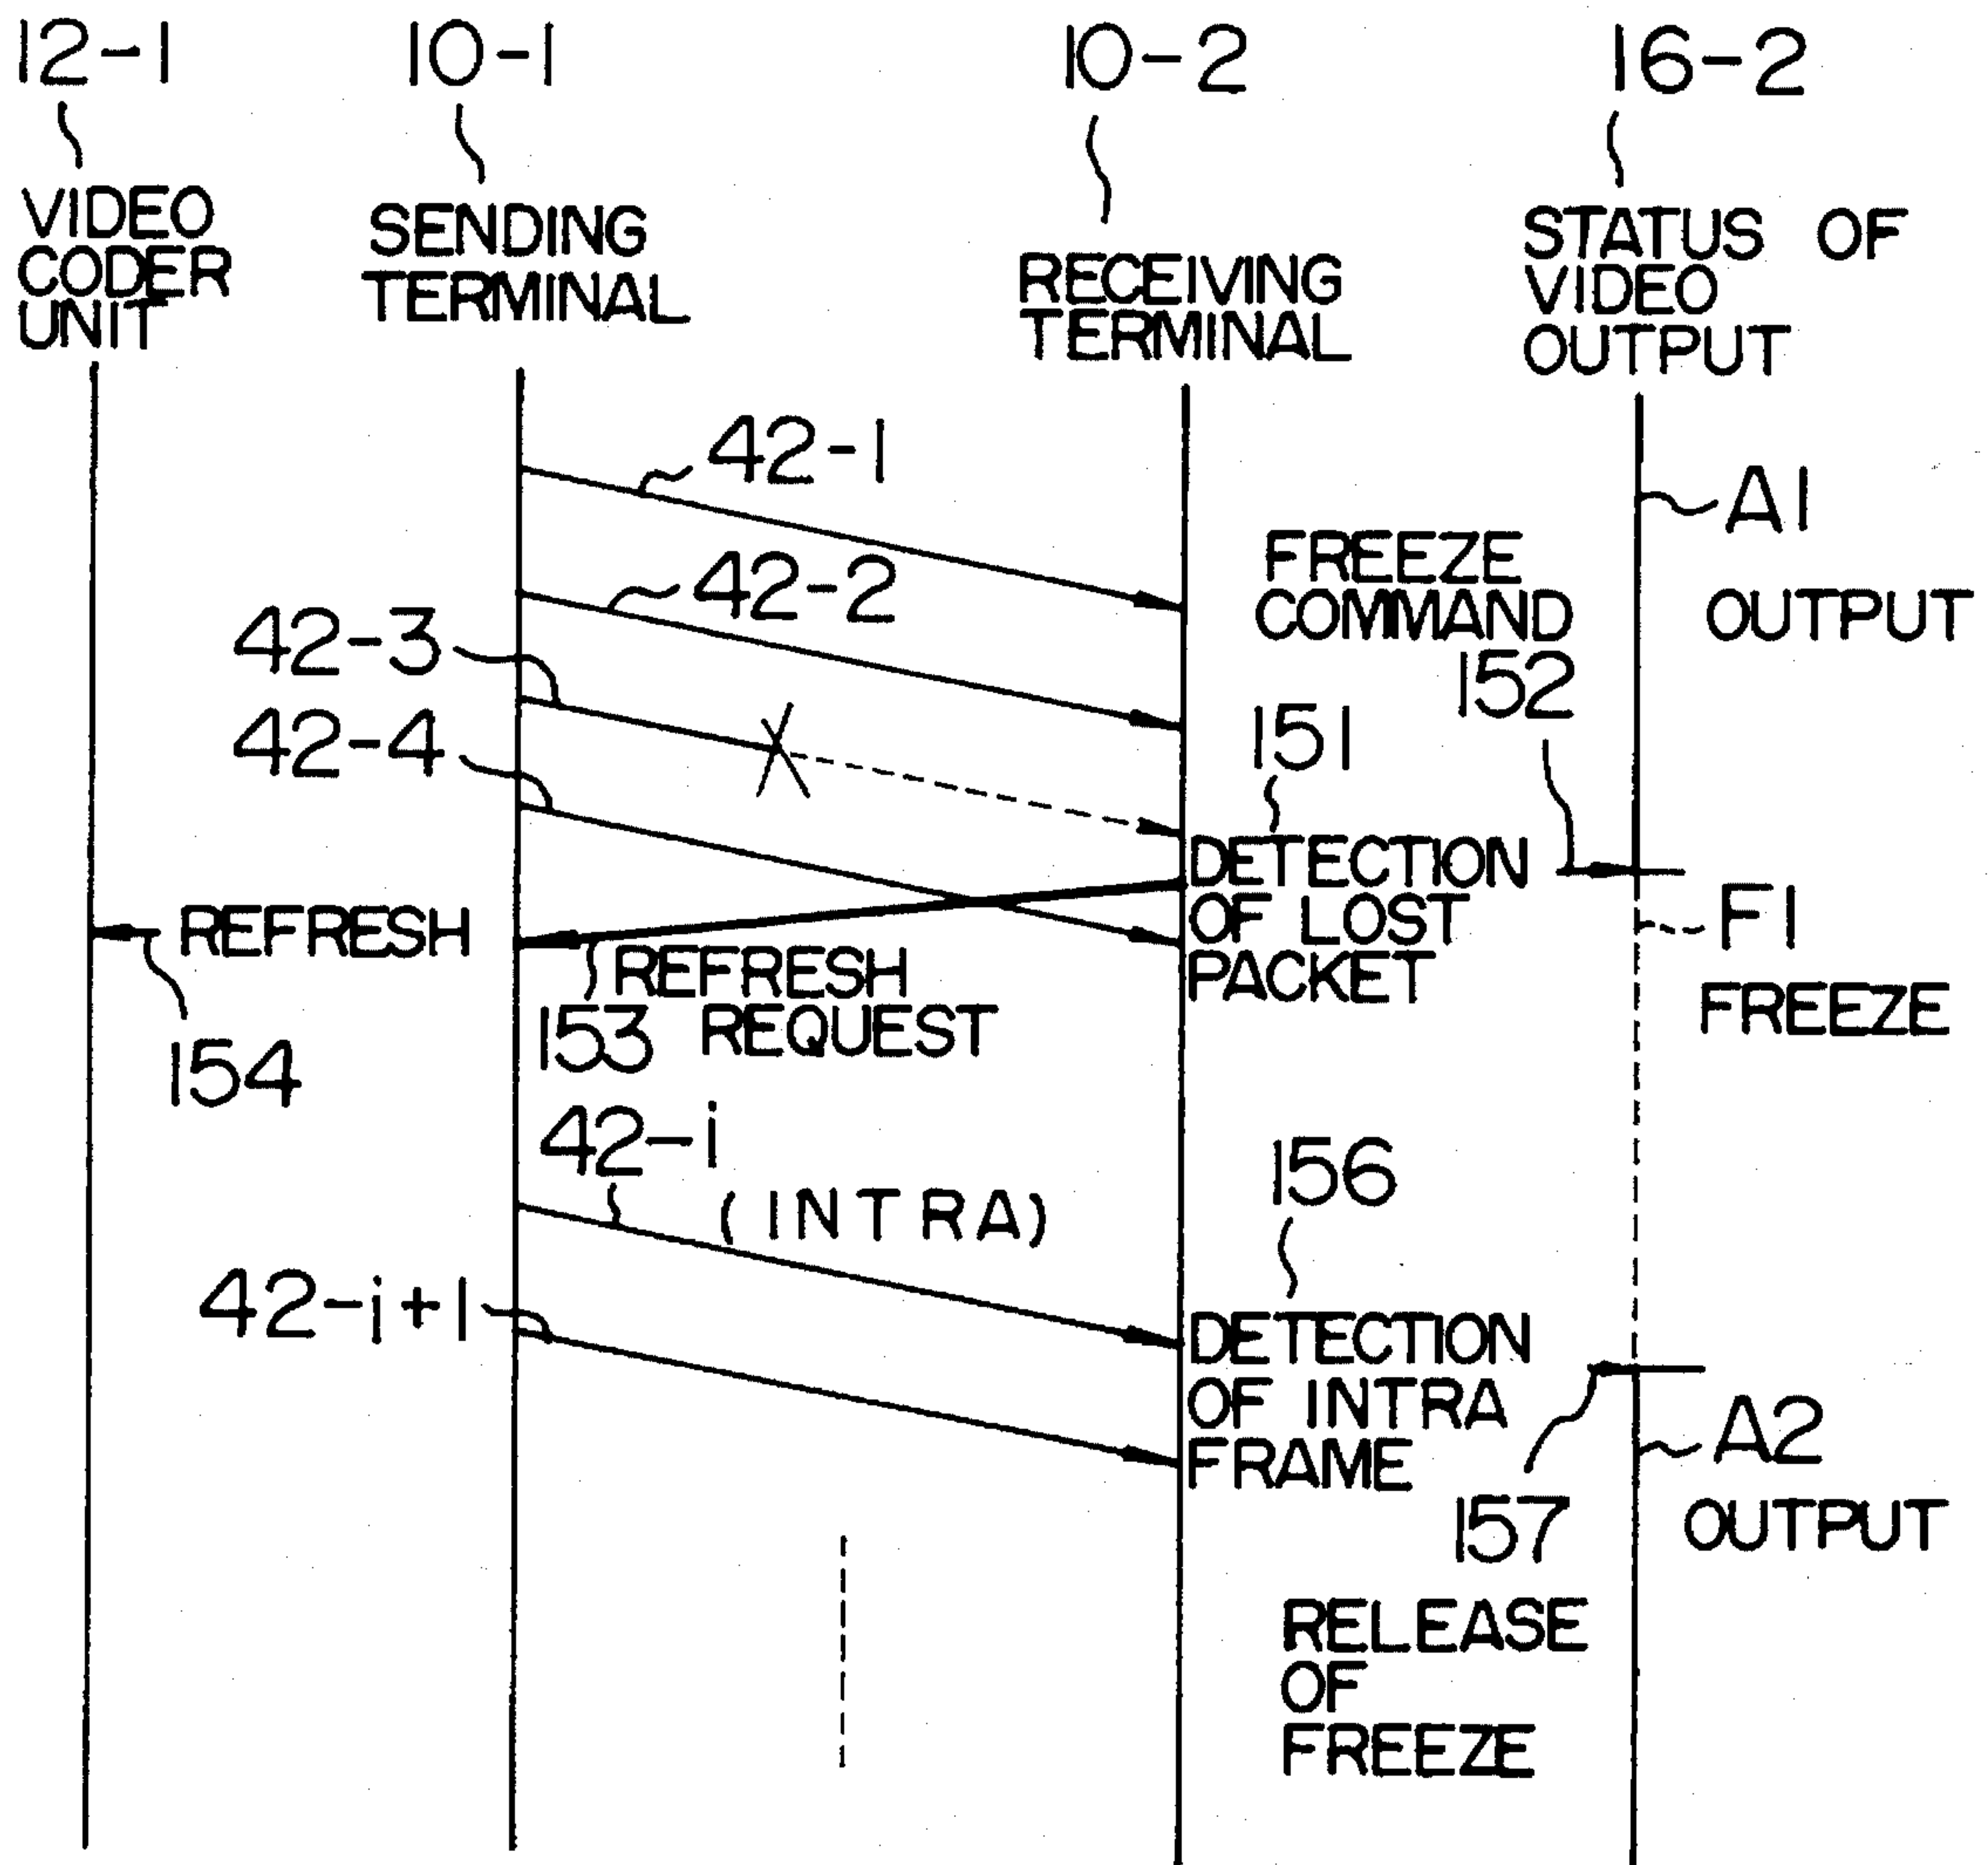 12-1
10-1
10-2
16-2
VIDEO
CODER
UNIT
SENDING
TERMINAL
RECEIVING
TERMINAL
STATUS OF
VIDEO
OUTPUT
42-1
A1
OUTPUT
42-2
FREEZE
COMMAND
152
42-3
42-4
151
DETECTION
OF LOST
PACKET
REFRESH
154
REFRESH
REQUEST
153
F1
FREEZE
42-i
(INTRA)
156
42-i+1
DETECTION
OF INTRA
FRAME
A2
OUTPUT
157
RELEASE
OF
FREEZE